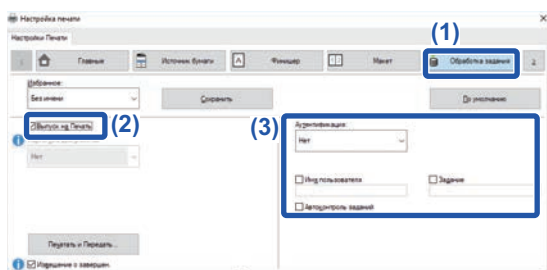 Настройка печати
Настройки Печати
(1)
Главные
Источник бумаги
Финишер
Макет
Обработка задания
Избранное:
Без имени
Сохранить
По умолчанию
Выпуск на Печать
(2)
(3)
Нет
Аутентификация:
Нет
Имя пользователя
Задание
Автоконтроль заданий
Печатать и Передать...
Извещение о завершен.